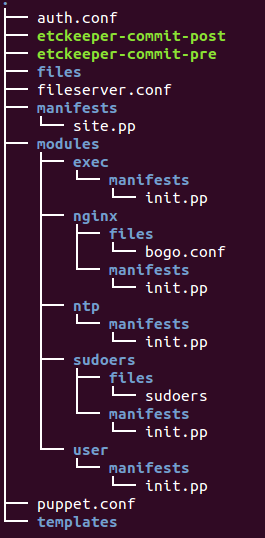 .
auth.conf
etckeeper-commit-post
etckeeper-commit-pre
files
fileserver.conf
manifests
site.pp
modules
exec
manifests
init.pp
nginx
files
bogo.conf
manifests
init.pp
ntp
manifests
init.pp
sudoers
files
sudoers
manifests
init.pp
user
manifests
init.pp
puppet.conf
templates